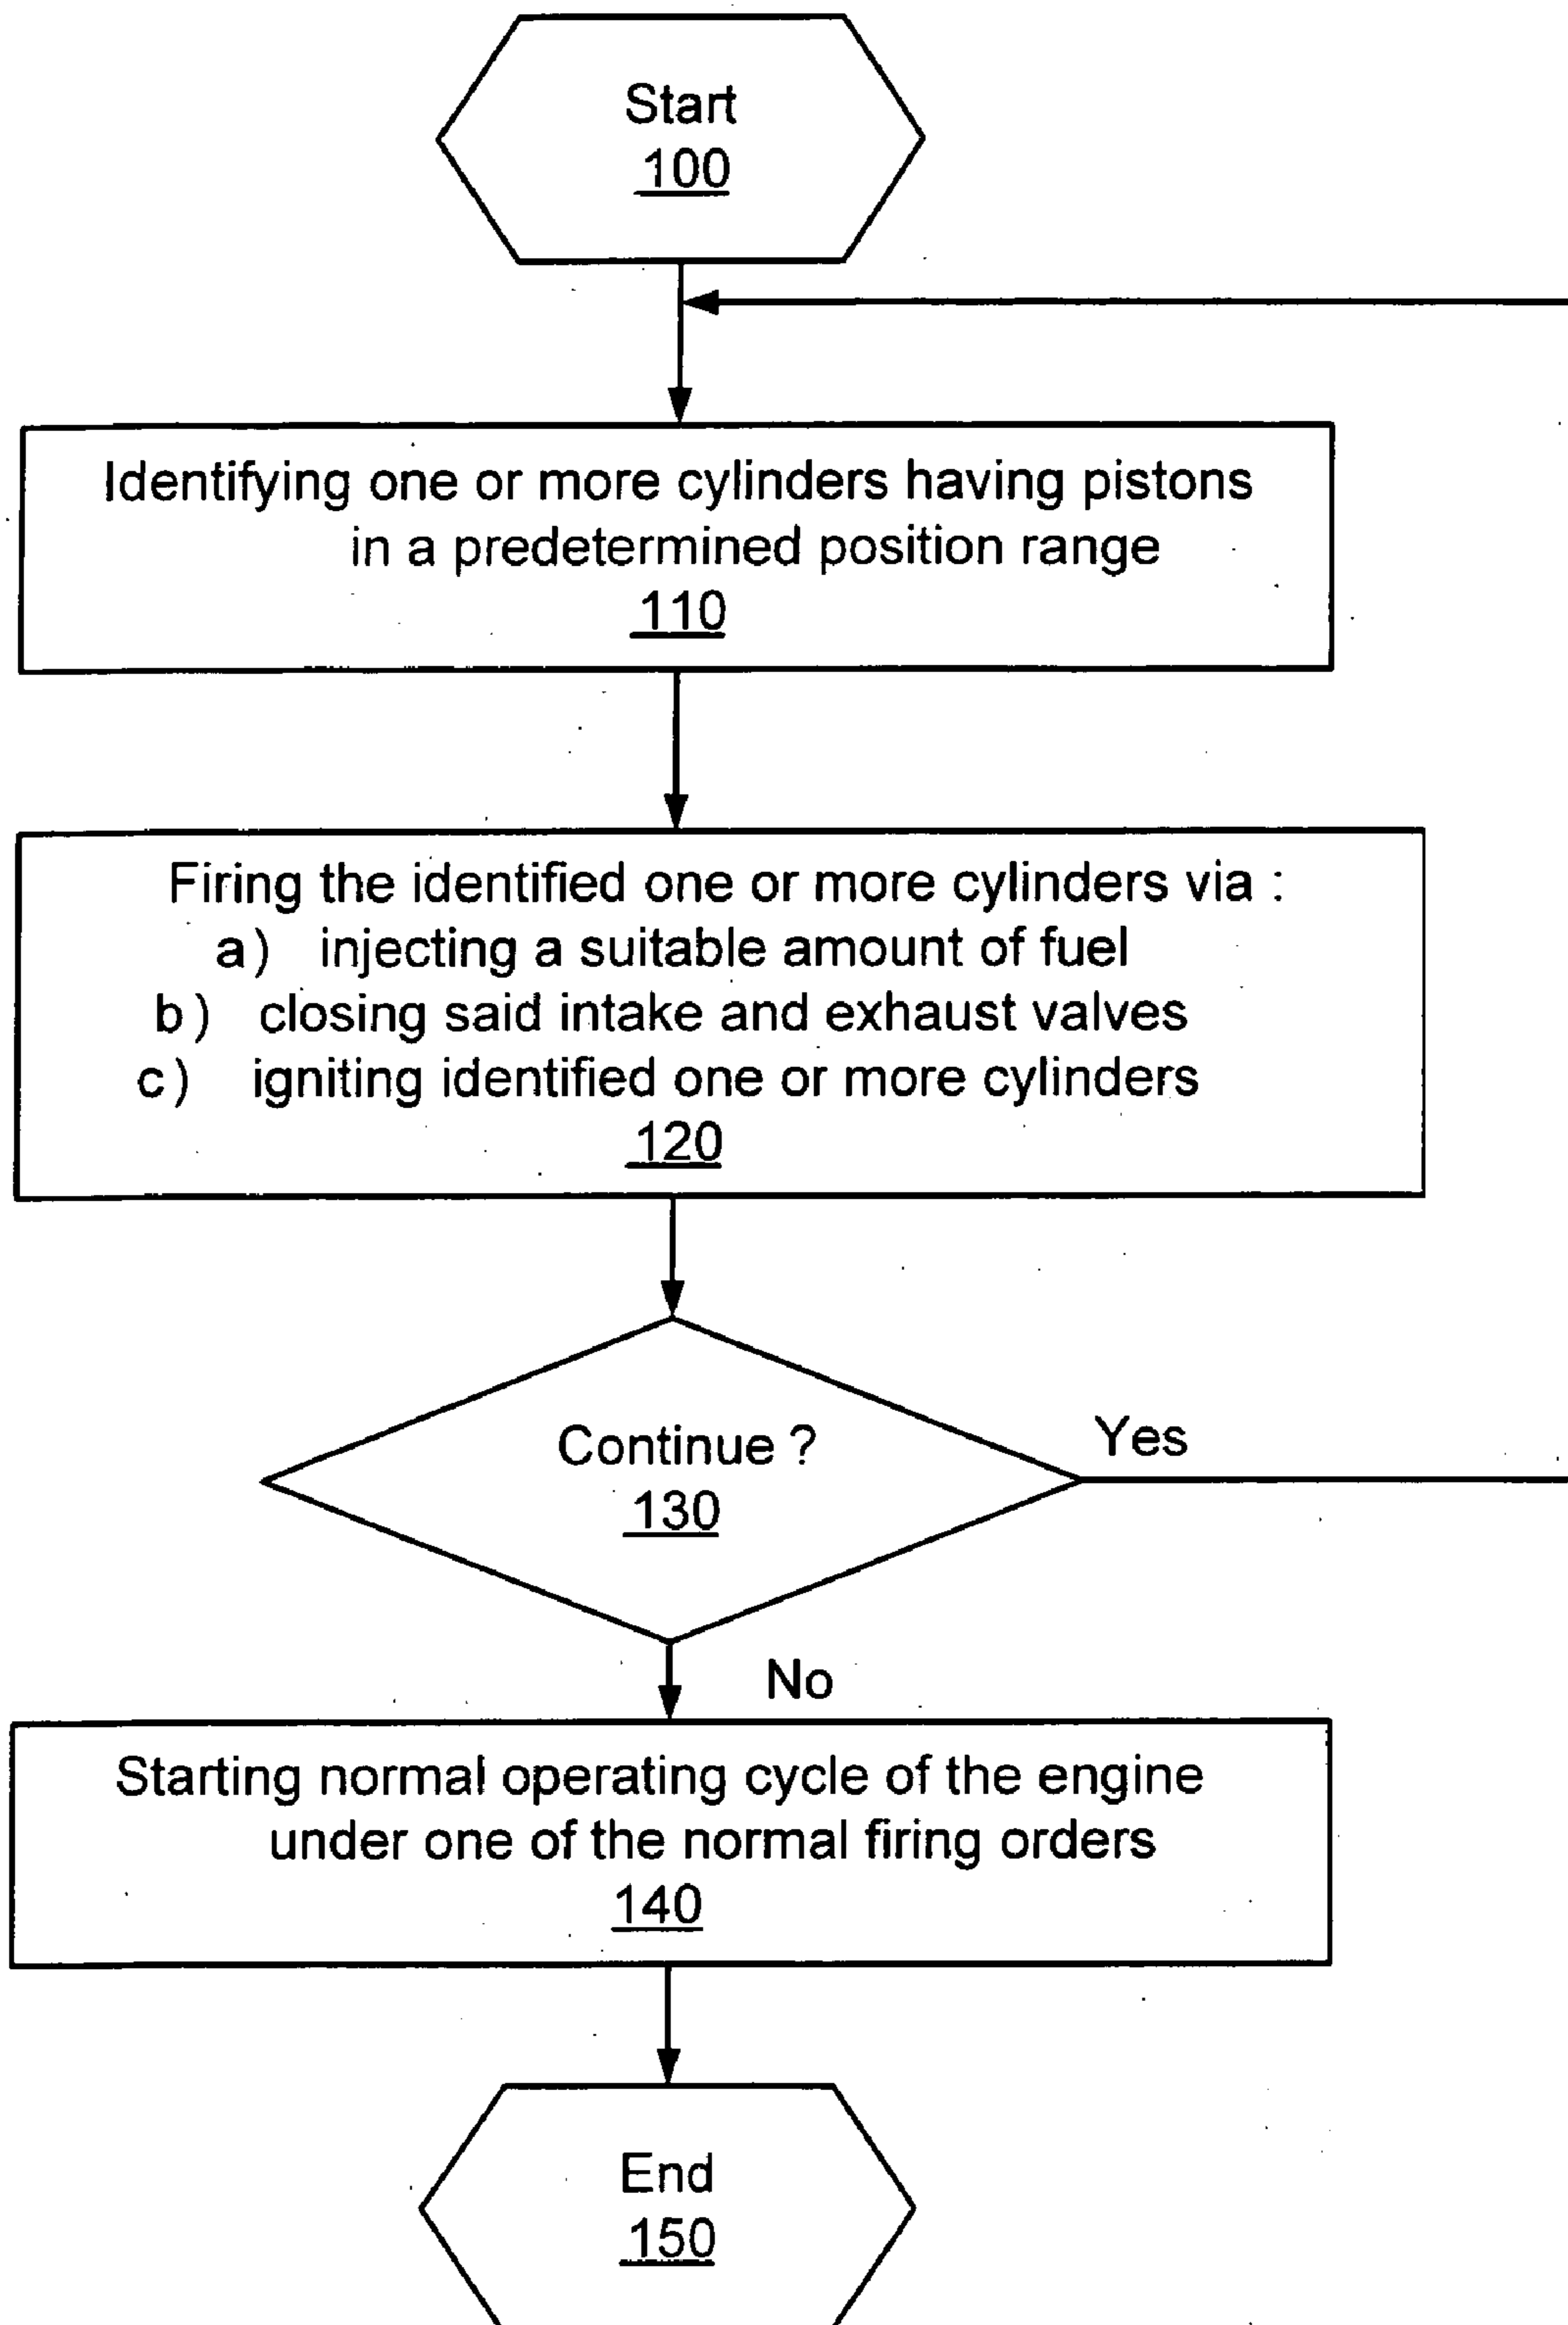 Start
100
Identifying one or more cylinders having pistons
in a predetermined position range
110
Firing the identified one or more cylinders via :
a) injecting a suitable amount of fuel
b) closing said intake and exhaust valves
c) igniting identified one or more cylinders
120
Continue ?
130
Yes
No
Starting normal operating cycle of the engine
under one of the normal firing orders
140
End
150